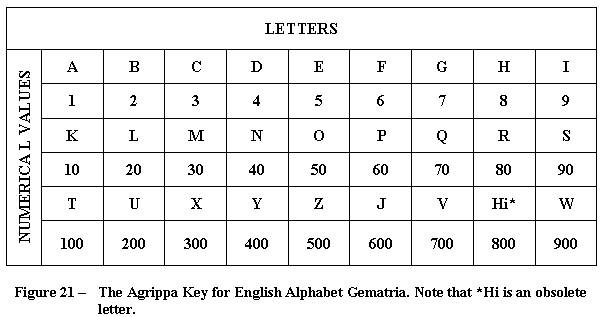 LETTERS
NUMERICAL VALUES
A B C D E F G H I
1 2 3 4 5 6 7 8 9
K L M N O P Q R S
10 20 30 40 50 60 70 80 90
T U X Y Z J V Hi* W
100 200 300 400 500 600 700 800 900
Figure 21 – The Agrippa Key for English Alphabet Gematria. Note that *Hi is an obsolete
letter.